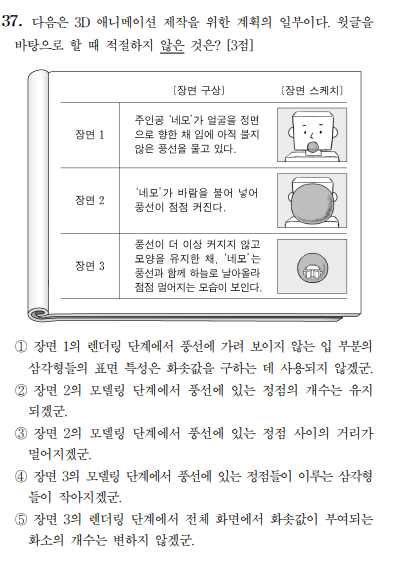 37. 다음은 3D 애니메이션 제작을 위한 계획의 일부이다. 윗글을
바탕으로 할 때 적절하지 않은 것은? [3점]
[장면 구상] [장면 스케치]
장면 1
주인공 '네모'가 얼굴을 정면
으로 향한 채 입에 아직 불지
않은 풍선을 물고 있다.
장면 2
'네모'가 바람을 불어 넣어
풍선이 점점 커진다.
장면 3
풍선이 더 이상 커지지 않고
모양을 유지한 채, '네모'는
풍선과 함께 하늘로 날아올라
점점 멀어지는 모습이 보인다.
① 장면 1의 렌더링 단계에서 풍선에 가려 보이지 않는 입 부분의
삼각형들의 표면 특성은 화솟값을 구하는 데 사용되지 않겠군.
② 장면 2의 모델링 단계에서 풍선에 있는 정점의 개수는 유지
되겠군.
③ 장면 2의 모델링 단계에서 풍선에 있는 정점 사이의 거리가
멀어지겠군.
④ 장면 3의 모델링 단계에서 풍선에 있는 정점들이 이루는 삼각형
들이 작아지겠군.
⑤ 장면 3의 렌더링 단계에서 전체 화면에서 화솟값이 부여되는
화소의 개수는 변하지 않겠군.